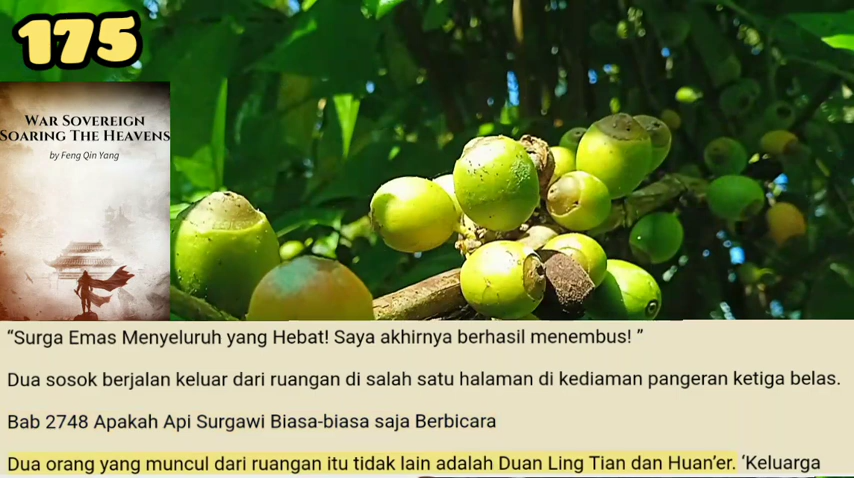 175
WAR SOVEREIGN
SOARING THE HEAVENS
by Feng Qin Yang
“Surga Emas Menyeluruh yang Hebat! Saya akhirnya berhasil menembus! ”
Dua sosok berjalan keluar dari ruangan di salah satu halaman di kediaman pangeran ketiga belas.
Bab 2748 Apakah Api Surgawi Biasa-biasa saja Berbicara
Dua orang yang muncul dari ruangan itu tidak lain adalah Duan Ling Tian dan Huan’er. ‘Keluarga